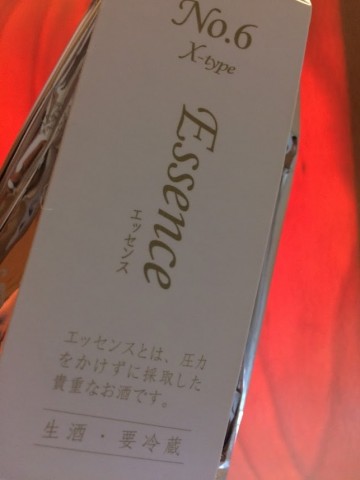 No.6
X-type
Essence
エッセンス
エッセンスとは、圧力
をかけずに採取した
貴重なお酒です。
生酒・要冷蔵